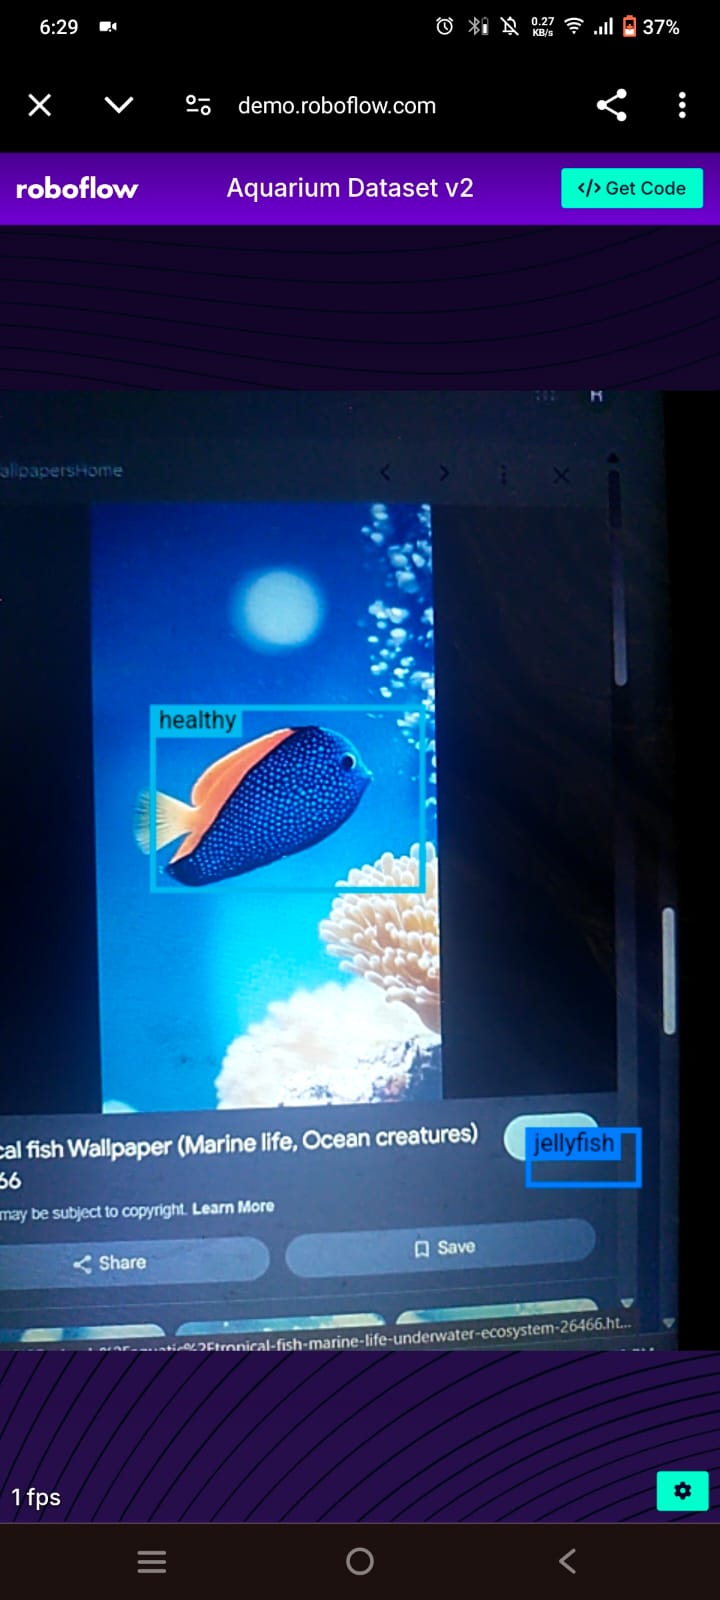 6:29
0.27
KB/s
37%
demo.roboflow.com
roboflow
Aquarium Dataset v2
</> Get Code
H
allpapersHome
healthy
cal fish Wallpaper (Marine life, Ocean creatures)
66
jellyfish
may be subject to copyright. Learn More
Share
Save
tropical-fish-marine-life-underwater-ecosystem-26466.ht...
1 fps